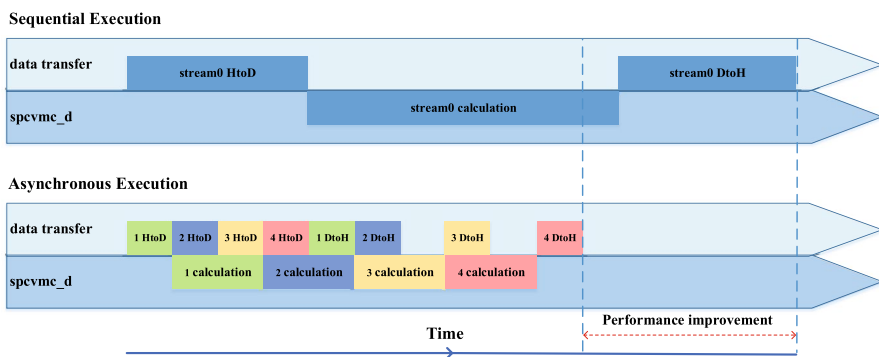 Sequential Execution
data transfer
stream0 HtoD
stream0 DtoH
spcvmc_d
stream0 calculation
Asynchronous Execution
data transfer
1 HtoD 2 HtoD 3 HtoD 4 HtoD 1 DtoH 2 DtoH 3 DtoH 4 DtoH
spcvmc_d
1 calculation 2 calculation 3 calculation 4 calculation
Performance improvement
Time